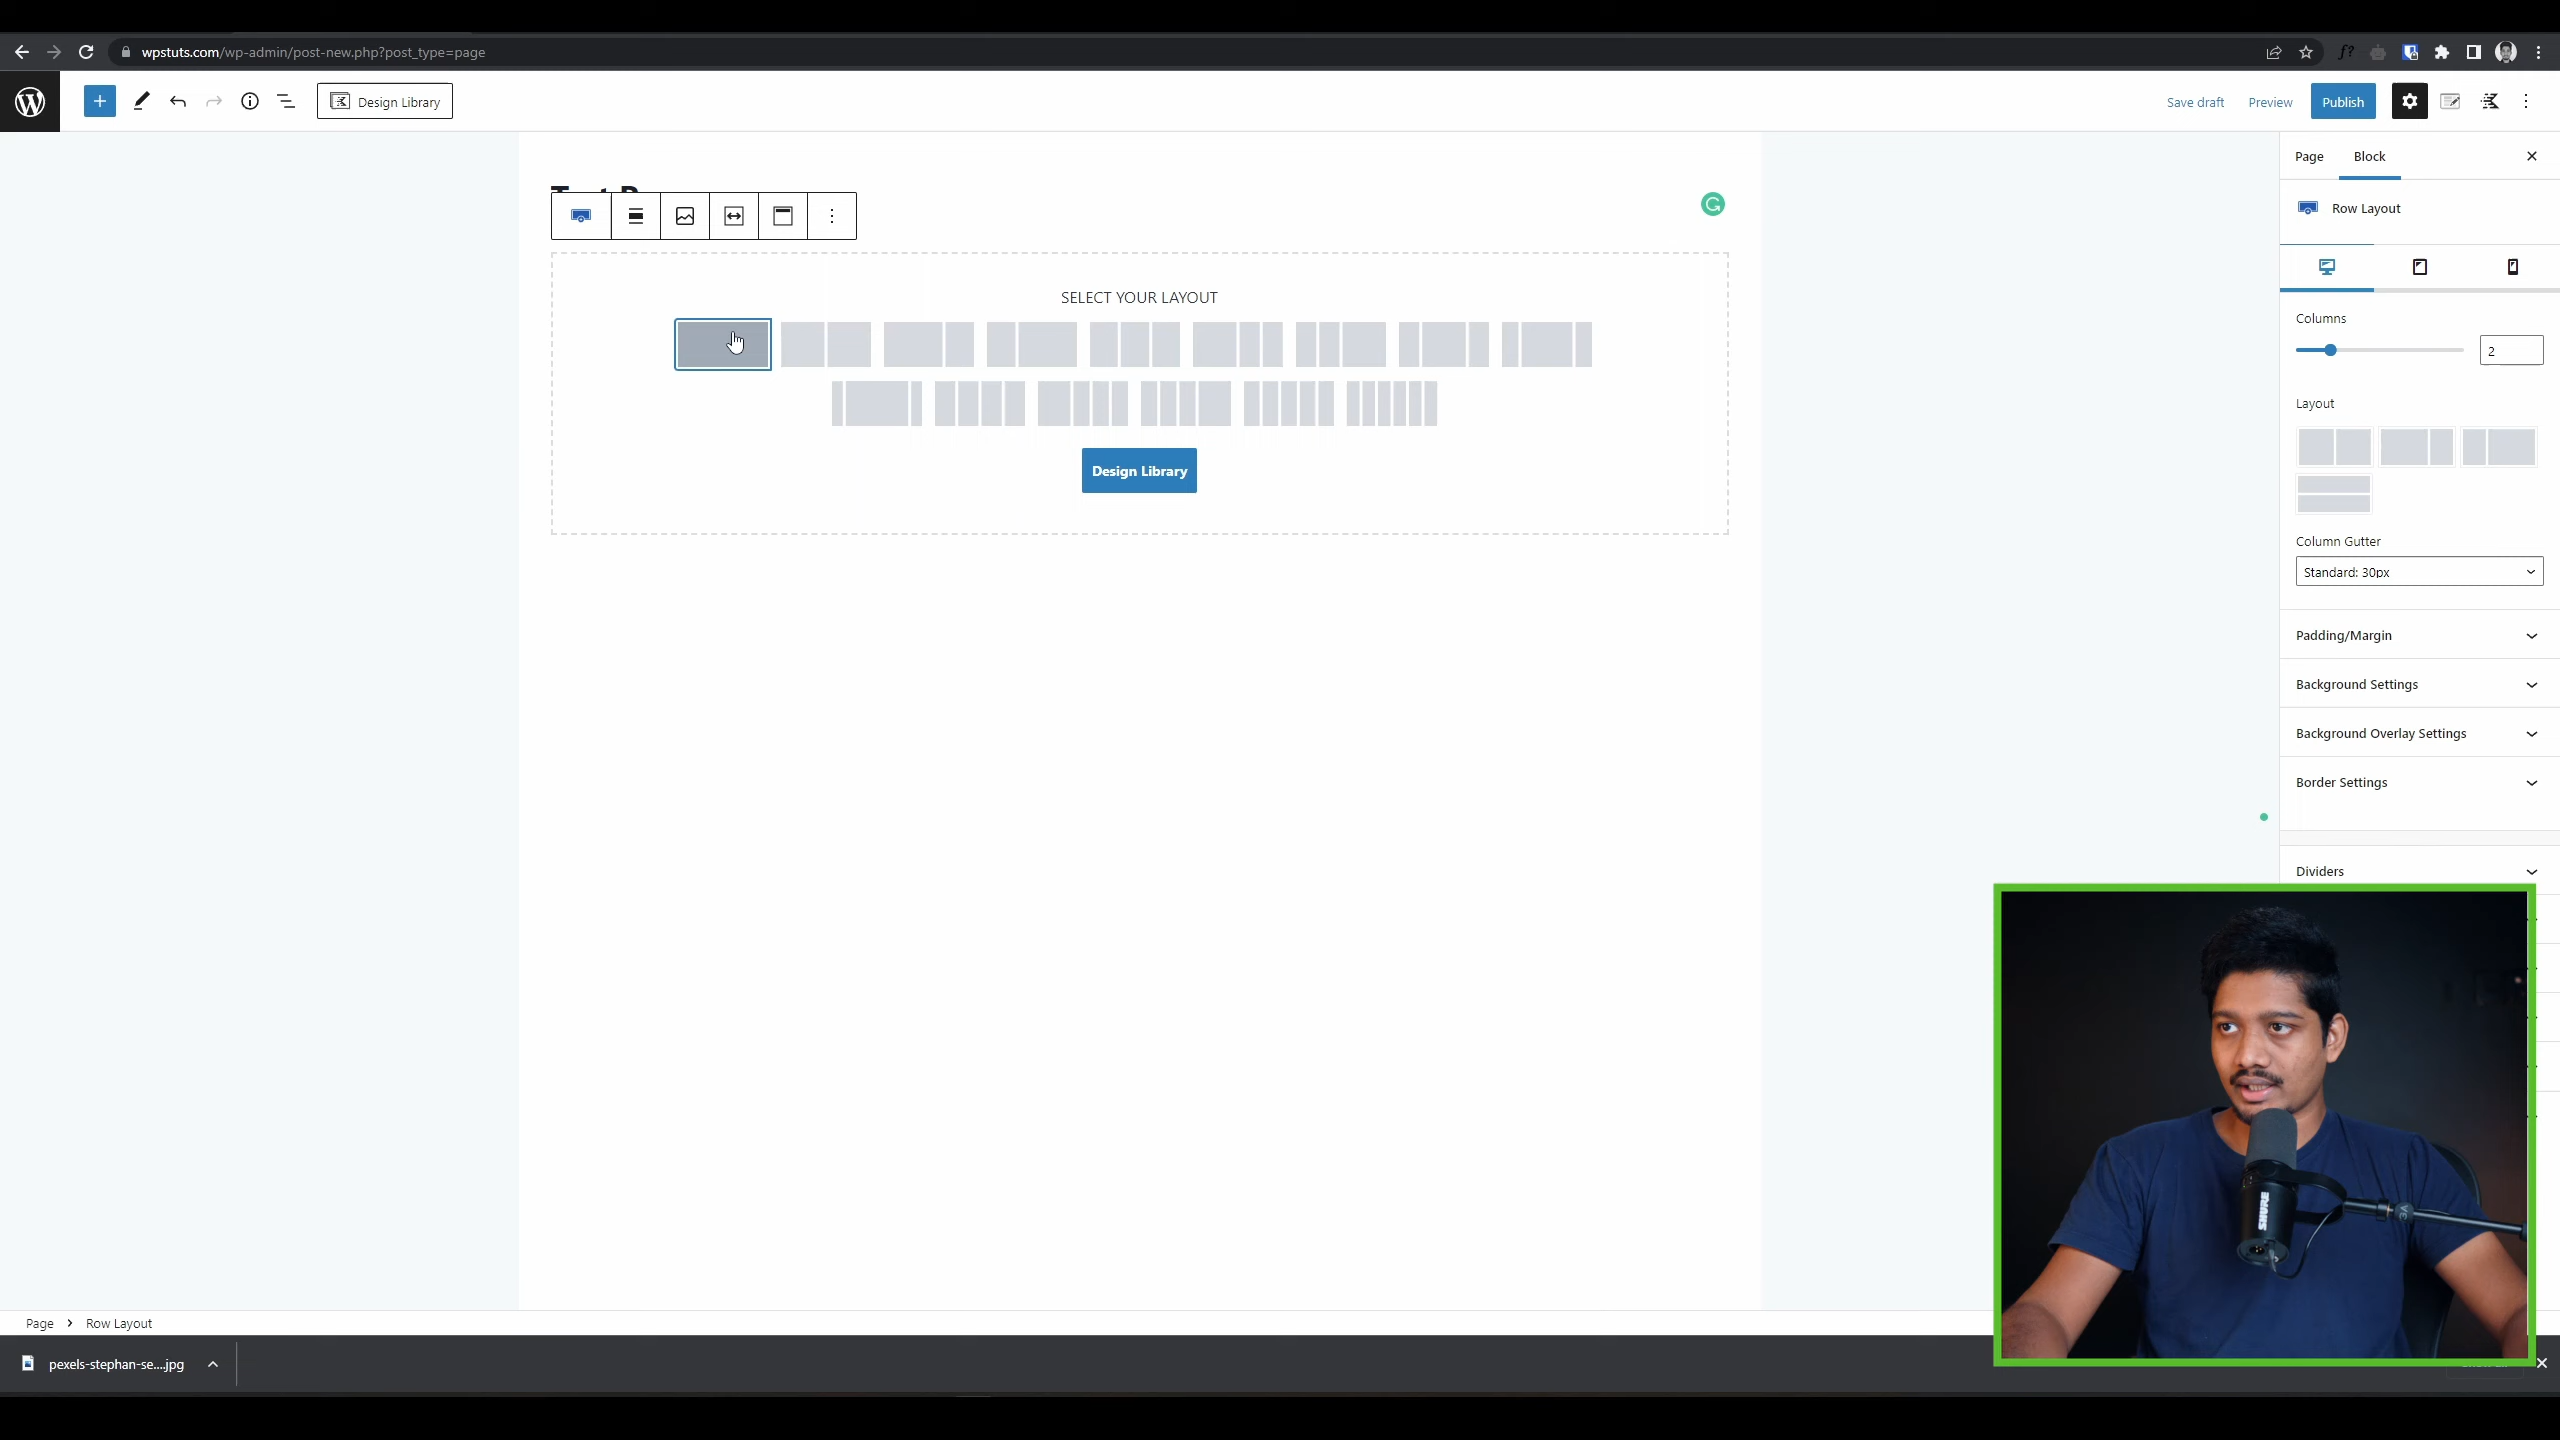 wpstuts.com/wp-admin/post-new.php?post_type=page
Design Library
Save draft
Preview
Publish
Page
Block
Row Layout
SELECT YOUR LAYOUT
Design Library
Columns
2
Layout
Column Gutter
Standard: 30px
Padding/Margin
Background Settings
Background Overlay Settings
Border Settings
Dividers
SHURE
Page
Row Layout
pexels-stephan-se....jpg